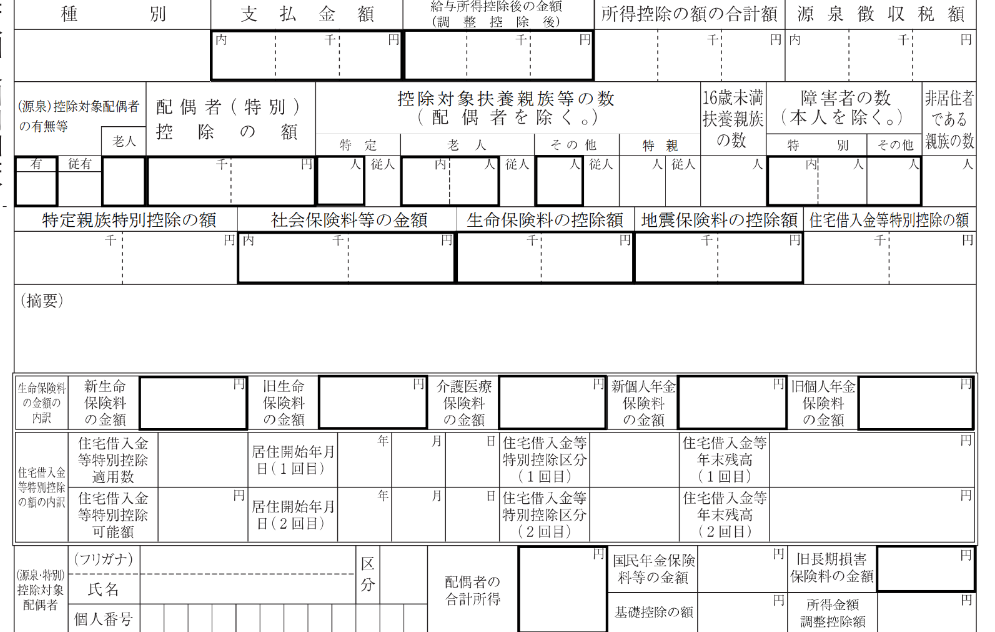 種 別 支 払 金 額 給与所得控除後の金額 所得控除の額の合計額 源 泉 徴 収 税 額
(調 整 控 除 後)
内 千 円 千 円 千 円 内 千 円
(源泉)控除対象配偶者
の有無等
老人
配偶者(特別)
控 除 の 額
控除対象扶養親族等の数
(配偶者を除く。)
16歳未満
扶養親族
の数
障害者の数
(本人を除く。)
非居住者
である
親族の数
特 定 老 人 その他 特 親 特 別 その他
有 従有 千 円 人 従人 内 人 従人 人 従人 人 従人 人 内 人 人 人
特定親族特別控除の額 社会保険料等の金額 生命保険料の控除額 地震保険料の控除額 住宅借入金等特別控除の額
千 円 内 千 円 千 円 千 円 千 円
(摘要)
生命保険料
の金額の
内訳
新生命
保険料
の金額
円
旧生命
保険料
の金額
円
介護医療
保険料
の金額
円
新個人年金
保険料
の金額
円
旧個人年金
保険料
の金額
円
住宅借入金
等特別控除
の額の内訳
住宅借入金
等特別控除
適用数
居住開始年月
日(1回目)
年 月 日
住宅借入金等
特別控除区分
(1回目)
住宅借入金等
年末残高
(1回目)
円
住宅借入金
等特別控除
可能額
円
居住開始年月
日(2回目)
年 月 日
住宅借入金等
特別控除区分
(2回目)
住宅借入金等
年末残高
(2回目)
円
(源泉・特別)
控除対象
配偶者
(フリガナ)
氏名
個人番号
区
分
配偶者の
合計所得
円
国民年金保険
料等の金額
円
旧長期損害
保険料の金額
円
基礎控除の額
円
所得金額
調整控除額
円